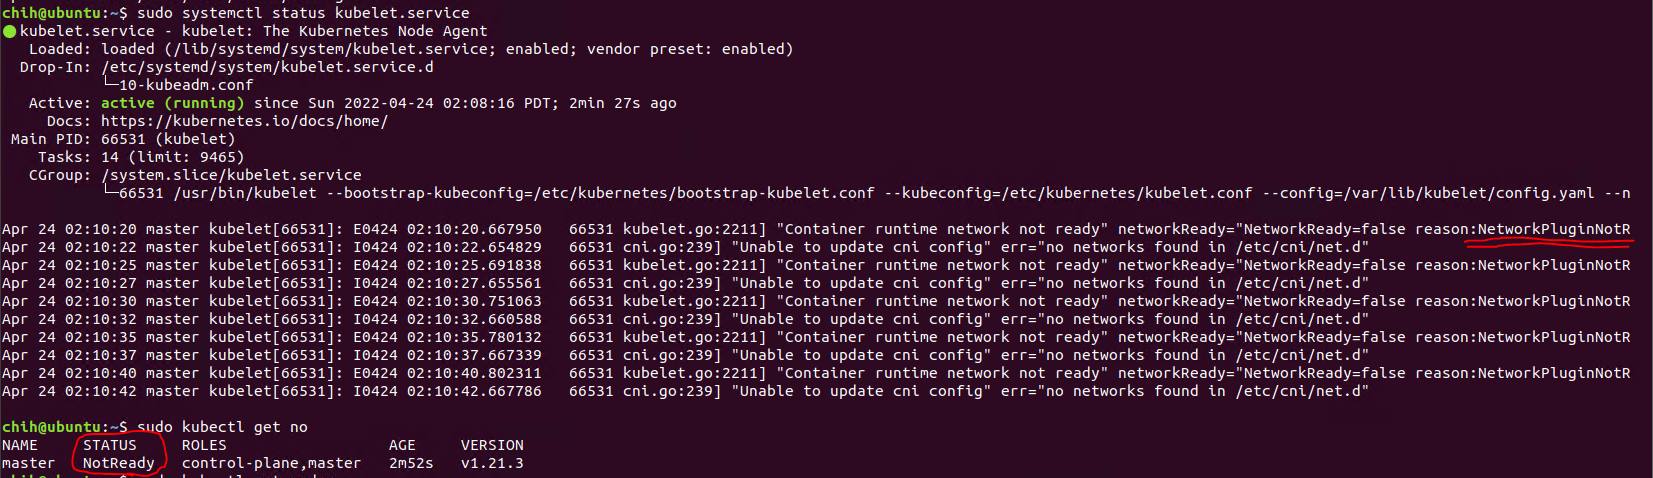 chih@ubuntu:~$ sudo systemctl status kubelet.service
● kubelet.service - kubelet: The Kubernetes Node Agent
   Loaded: loaded (/lib/systemd/system/kubelet.service; enabled; vendor preset: enabled)
  Drop-In: /etc/systemd/system/kubelet.service.d
           └─10-kubeadm.conf
   Active: active (running) since Sun 2022-04-24 02:08:16 PDT; 2min 27s ago
     Docs: https://kubernetes.io/docs/home/
 Main PID: 66531 (kubelet)
    Tasks: 14 (limit: 9465)
   CGroup: /system.slice/kubelet.service
           └─66531 /usr/bin/kubelet --bootstrap-kubeconfig=/etc/kubernetes/bootstrap-kubelet.conf --kubeconfig=/etc/kubernetes/kubelet.conf --config=/var/lib/kubelet/config.yaml --n
Apr 24 02:10:20 master kubelet[66531]: E0424 02:10:20.667950   66531 kubelet.go:2211] "Container runtime network not ready" networkReady="NetworkReady=false reason:NetworkPluginNotR
Apr 24 02:10:22 master kubelet[66531]: I0424 02:10:22.654829   66531 cni.go:239] "Unable to update cni config" err="no networks found in /etc/cni/net.d"
Apr 24 02:10:25 master kubelet[66531]: E0424 02:10:25.691838   66531 kubelet.go:2211] "Container runtime network not ready" networkReady="NetworkReady=false reason:NetworkPluginNotR
Apr 24 02:10:27 master kubelet[66531]: I0424 02:10:27.655561   66531 cni.go:239] "Unable to update cni config" err="no networks found in /etc/cni/net.d"
Apr 24 02:10:30 master kubelet[66531]: E0424 02:10:30.751063   66531 kubelet.go:2211] "Container runtime network not ready" networkReady="NetworkReady=false reason:NetworkPluginNotR
Apr 24 02:10:32 master kubelet[66531]: I0424 02:10:32.660588   66531 cni.go:239] "Unable to update cni config" err="no networks found in /etc/cni/net.d"
Apr 24 02:10:35 master kubelet[66531]: E0424 02:10:35.780132   66531 kubelet.go:2211] "Container runtime network not ready" networkReady="NetworkReady=false reason:NetworkPluginNotR
Apr 24 02:10:37 master kubelet[66531]: I0424 02:10:37.667339   66531 cni.go:239] "Unable to update cni config" err="no networks found in /etc/cni/net.d"
Apr 24 02:10:40 master kubelet[66531]: E0424 02:10:40.802311   66531 kubelet.go:2211] "Container runtime network not ready" networkReady="NetworkReady=false reason:NetworkPluginNotR
Apr 24 02:10:42 master kubelet[66531]: I0424 02:10:42.667786   66531 cni.go:239] "Unable to update cni config" err="no networks found in /etc/cni/net.d"
chih@ubuntu:~$ sudo kubectl get no
NAME     STATUS     ROLES                  AGE     VERSION
master   NotReady   control-plane,master   2m52s   v1.21.3